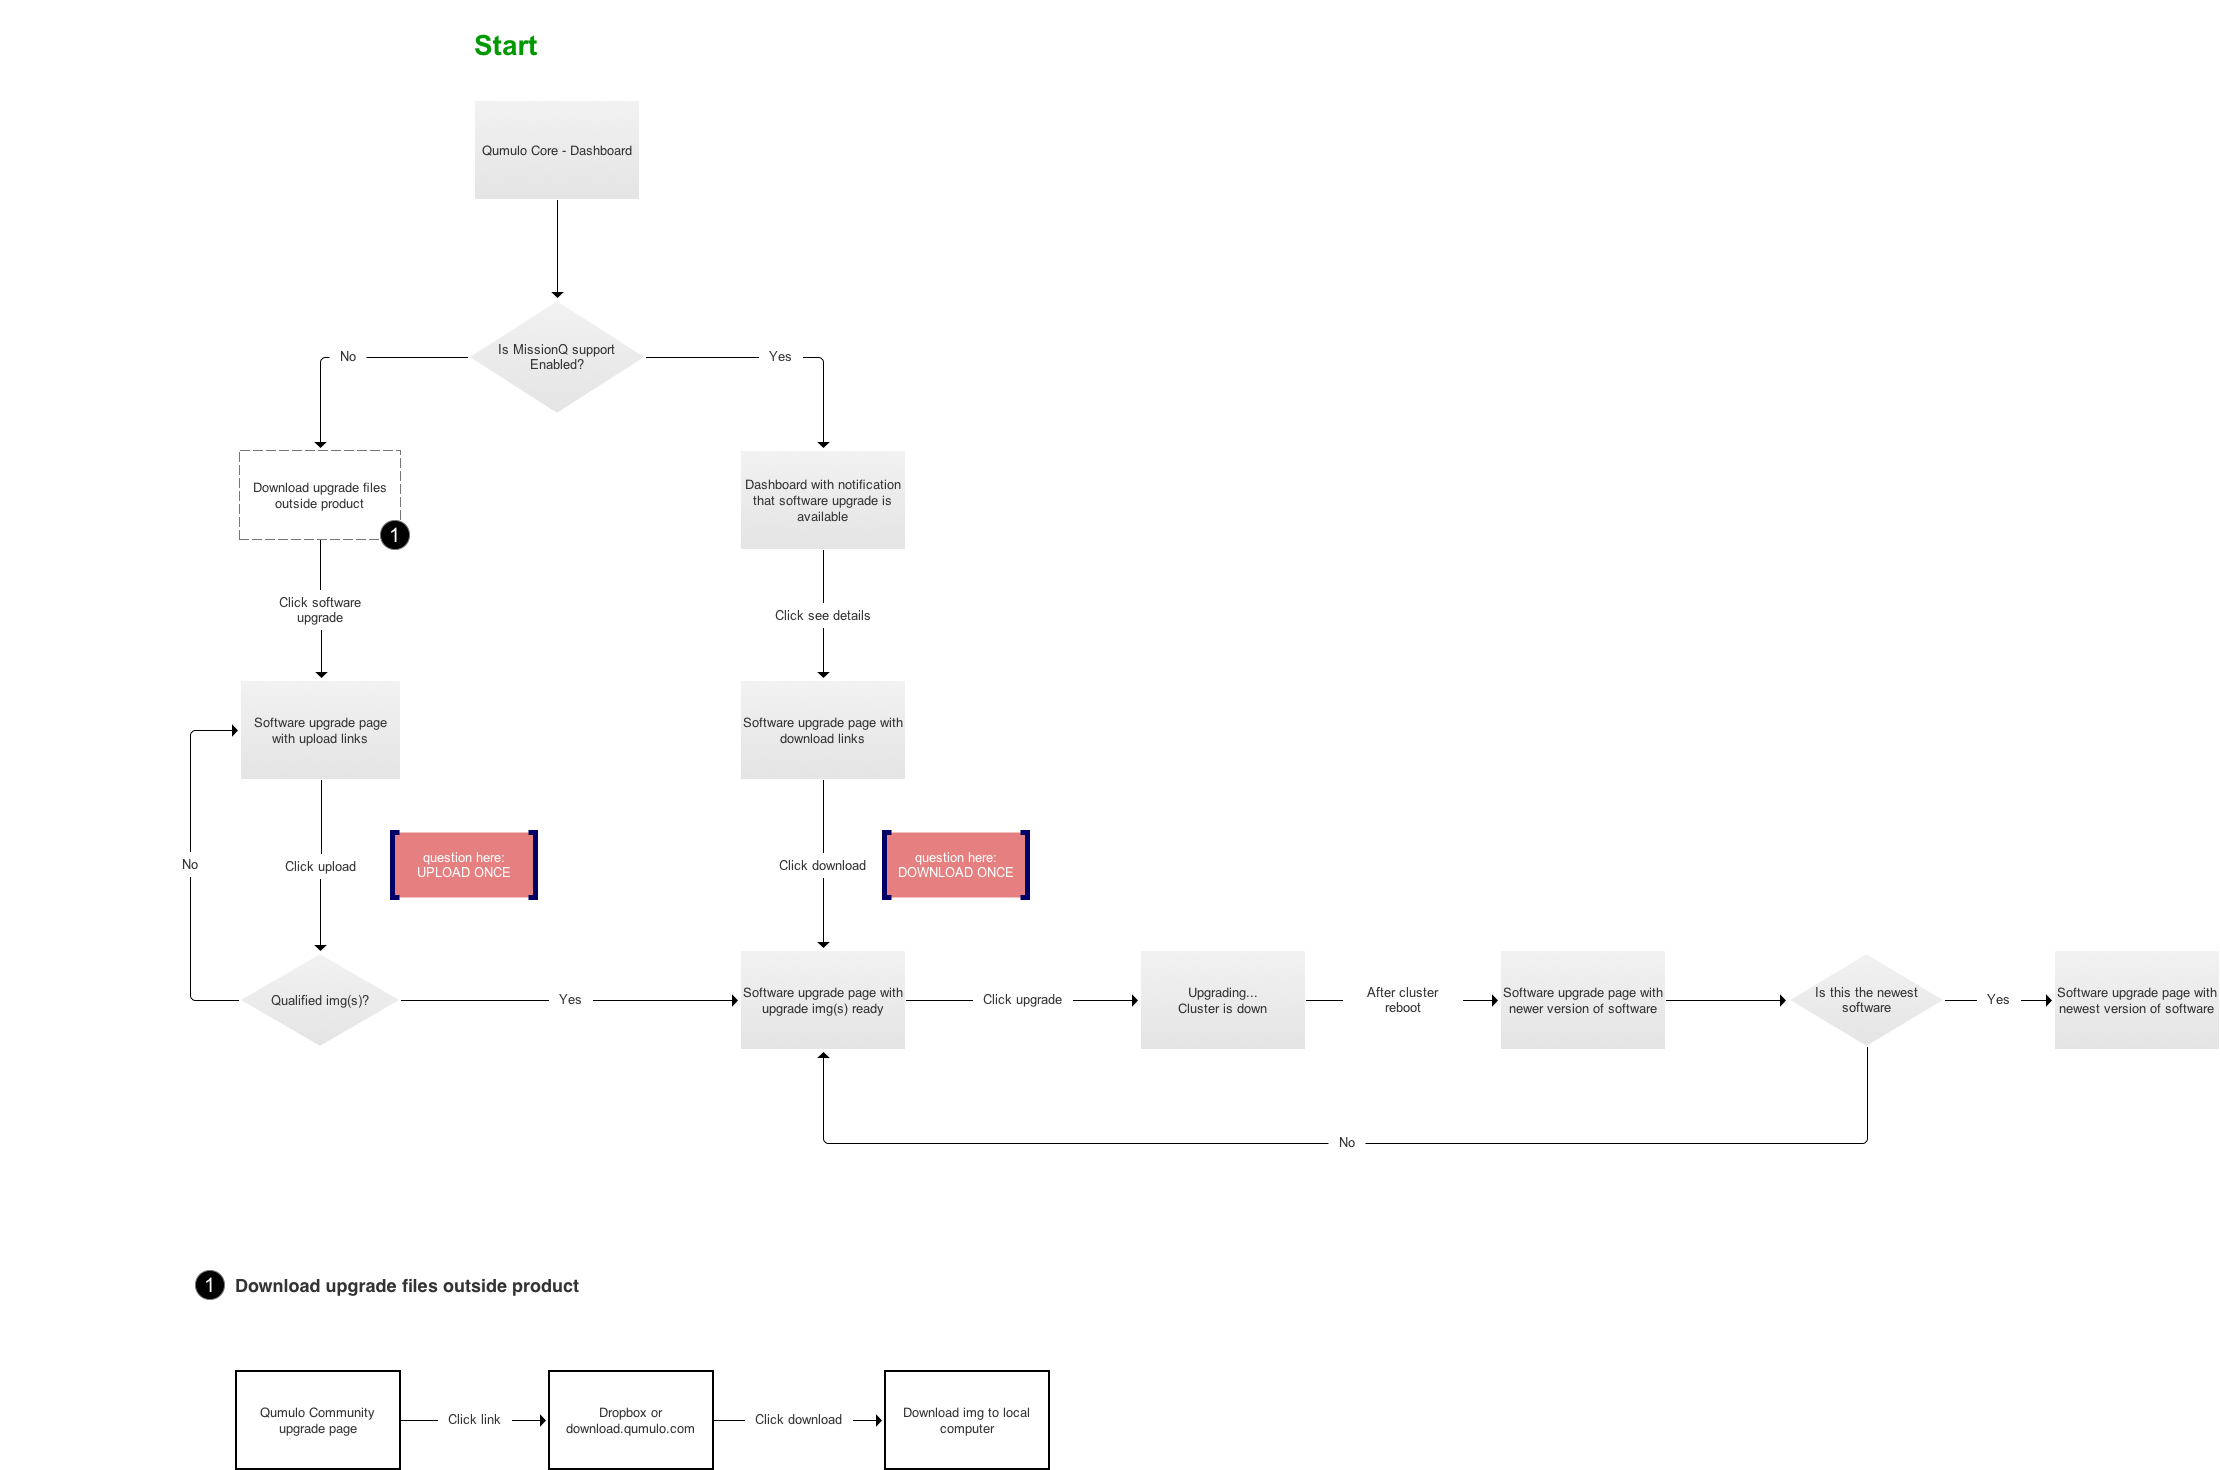 Start
Qumulo Core - Dashboard
Is MissionQ support
Enabled?
No
Yes
Download upgrade files
outside product
1
Dashboard with notification
that software upgrade is
available
Click software
upgrade
Click see details
Software upgrade page
with upload links
Software upgrade page with
download links
No
Click upload
question here:
UPLOAD ONCE
Click download
question here:
DOWNLOAD ONCE
Qualified img(s)?
Yes
Software upgrade page with
upgrade img(s) ready
Click upgrade
Upgrading...
Cluster is down
After cluster
reboot
Software upgrade page with
newer version of software
Is this the newest
software
Yes
Software upgrade page with
newest version of software
No
1 Download upgrade files outside product
Qumulo Community
upgrade page
Click link
Dropbox or
download.qumulo.com
Click download
Download img to local
computer